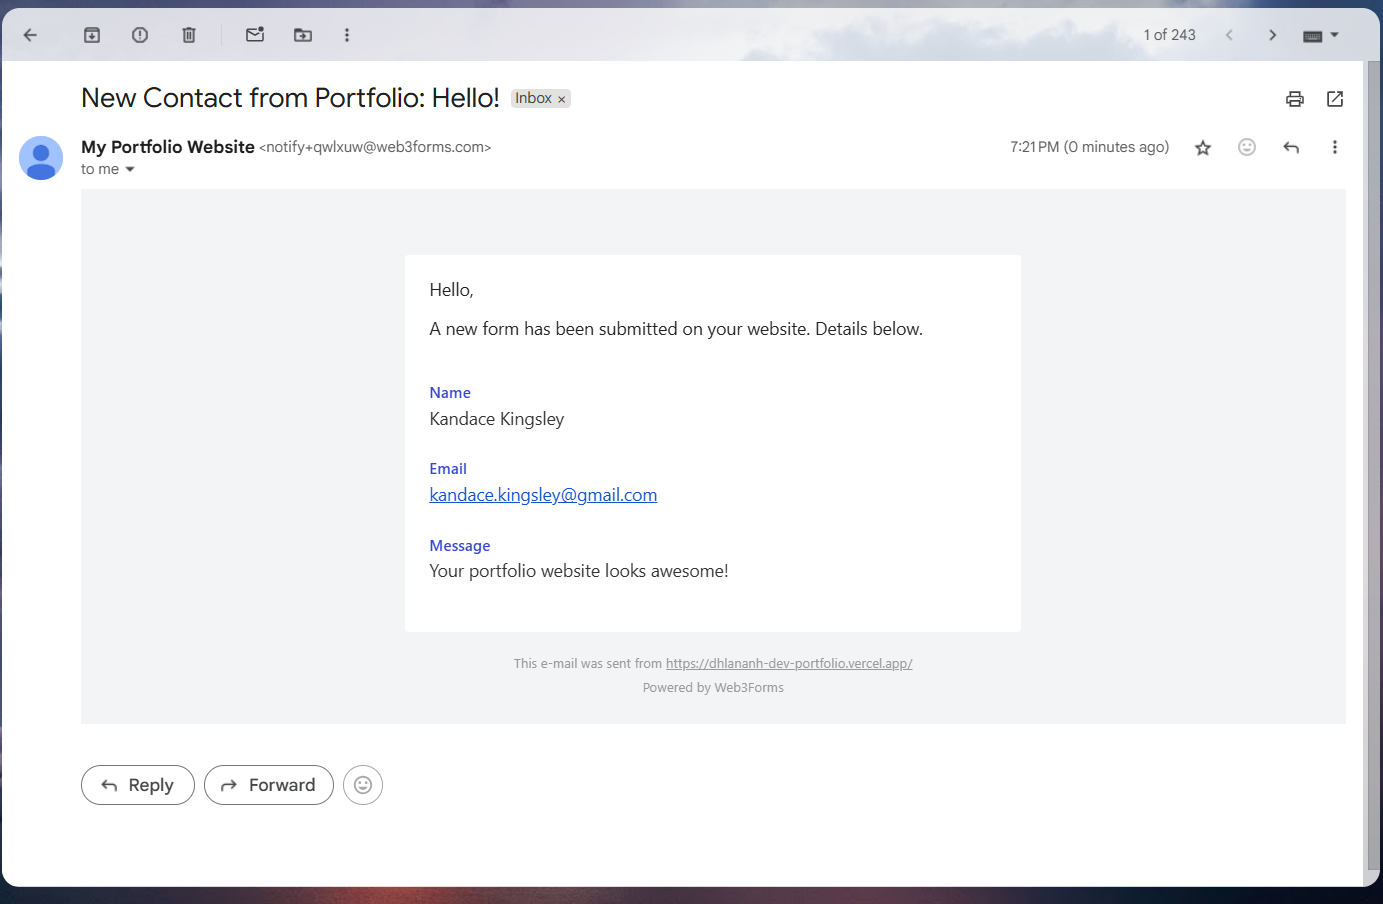 1 of 243
New Contact from Portfolio: Hello! Inbox ×
My Portfolio Website <notify+qwlxuw@web3forms.com> 7:21 PM (0 minutes ago)
to me
Hello,
A new form has been submitted on your website. Details below.
Name
Kandace Kingsley
Email
kandace.kingsley@gmail.com
Message
Your portfolio website looks awesome!
This e-mail was sent from https://dhlananh-dev-portfolio.vercel.app/
Powered by Web3Forms
Reply Forward